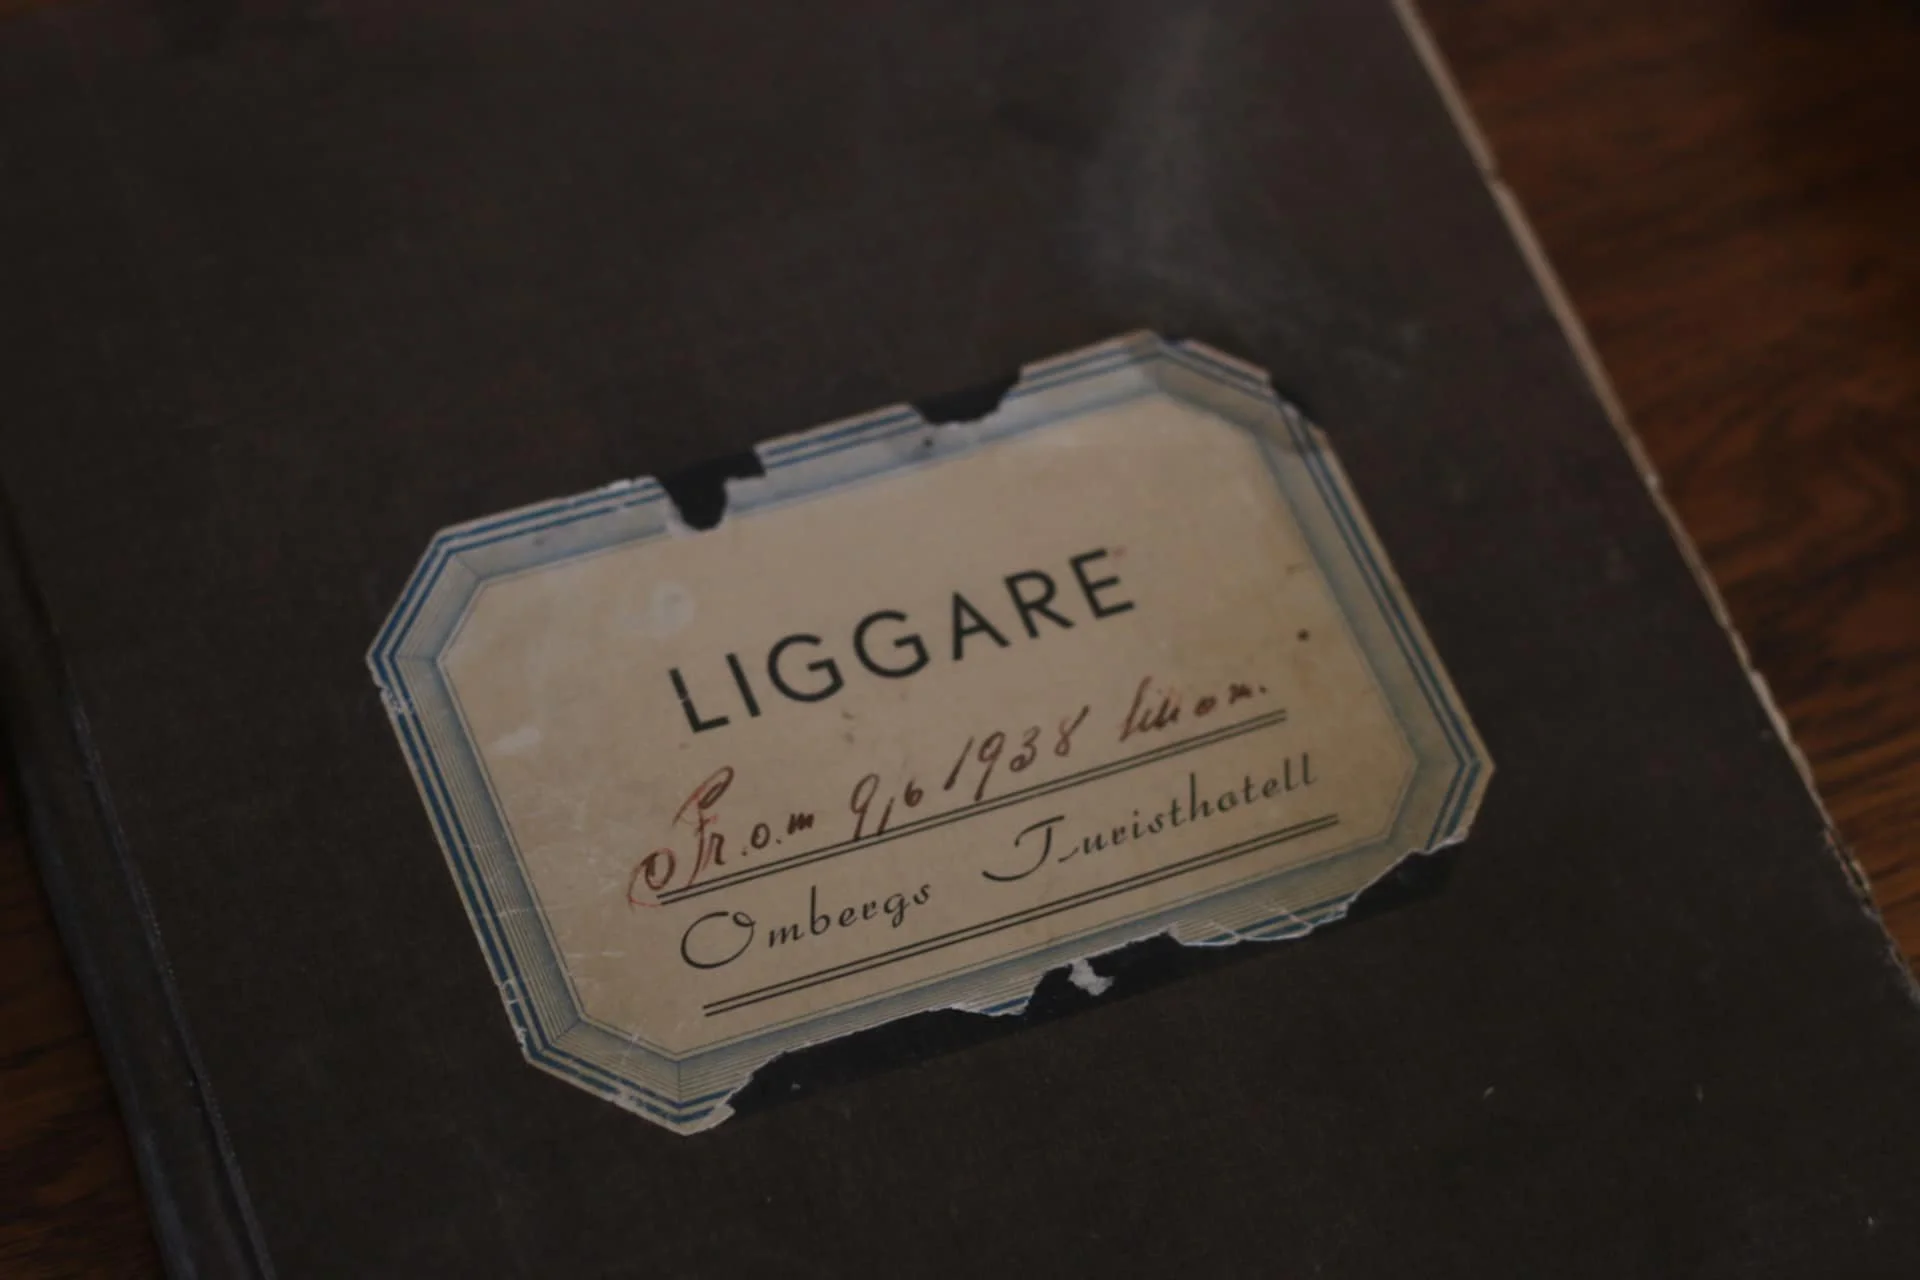 LIGGARE
Fr.o.m 9/6 1938
Ombergs Turisthotell